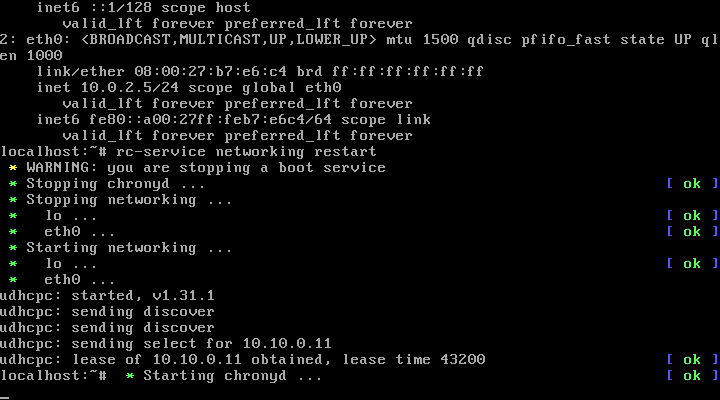 inet6 ::1/128 scope host
       valid_lft forever preferred_lft forever
2: eth0: <BROADCAST,MULTICAST,UP,LOWER_UP> mtu 1500 qdisc pfifo_fast state UP ql
en 1000
    link/ether 08:00:27:b7:e6:c4 brd ff:ff:ff:ff:ff:ff
    inet 10.0.2.5/24 scope global eth0
       valid_lft forever preferred_lft forever
    inet6 fe80::a00:27ff:feb7:e6c4/64 scope link
       valid_lft forever preferred_lft forever
localhost:~# rc-service networking restart
 * WARNING: you are stopping a boot service
 * Stopping chronyd ... [ ok ]
 * Stopping networking ...
 *   lo ... [ ok ]
 *   eth0 ... [ ok ]
 * Starting networking ...
 *   lo ... [ ok ]
 *   eth0 ...
udhcpc: started, v1.31.1
udhcpc: sending discover
udhcpc: sending discover
udhcpc: sending select for 10.10.0.11
udhcpc: lease of 10.10.0.11 obtained, lease time 43200 [ ok ]
localhost:~#  * Starting chronyd ... [ ok ]
_